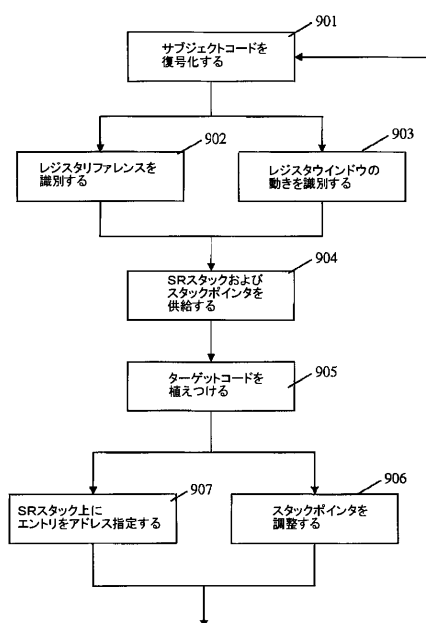 901
サブジェクトコードを
復号化する
902
レジスタリファレンスを
識別する
903
レジスタウインドウの
動きを識別する
904
SRスタックおよび
スタックポインタを
供給する
905
ターゲットコードを
植えつける
907
SRスタック上に
エントリをアドレス指定する
906
スタックポインタを
調整する